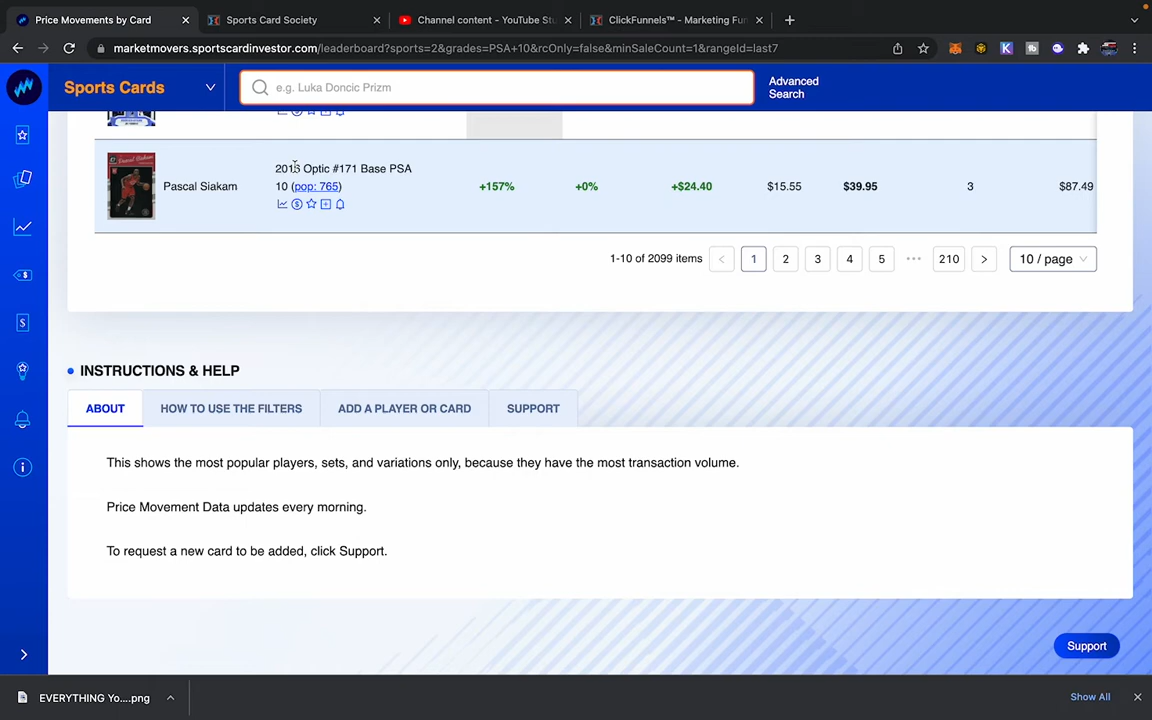 Price Movements by Card
Sports Card Society
Channel content - YouTube Stu
ClickFunnels™ - Marketing Fun
marketmovers.sportscardinvestor.com/leaderboard?sports=2&grades=PSA+10&rcOnly=false&minSaleCount=1&rangeId=last7
Sports Cards
e.g. Luka Doncic Prizm
Advanced
Search
Pascal Siakam
2016 Optic #171 Base PSA
10 (pop: 765)
+157%
+0%
+$24.40
$15.55
$39.95
3
$87.49
1-10 of 2099 items
1
2
3
4
5
•••
210
10 / page
INSTRUCTIONS & HELP
ABOUT
HOW TO USE THE FILTERS
ADD A PLAYER OR CARD
SUPPORT
This shows the most popular players, sets, and variations only, because they have the most transaction volume.
Price Movement Data updates every morning.
To request a new card to be added, click Support.
Support
EVERYTHING Yo....png
Show All